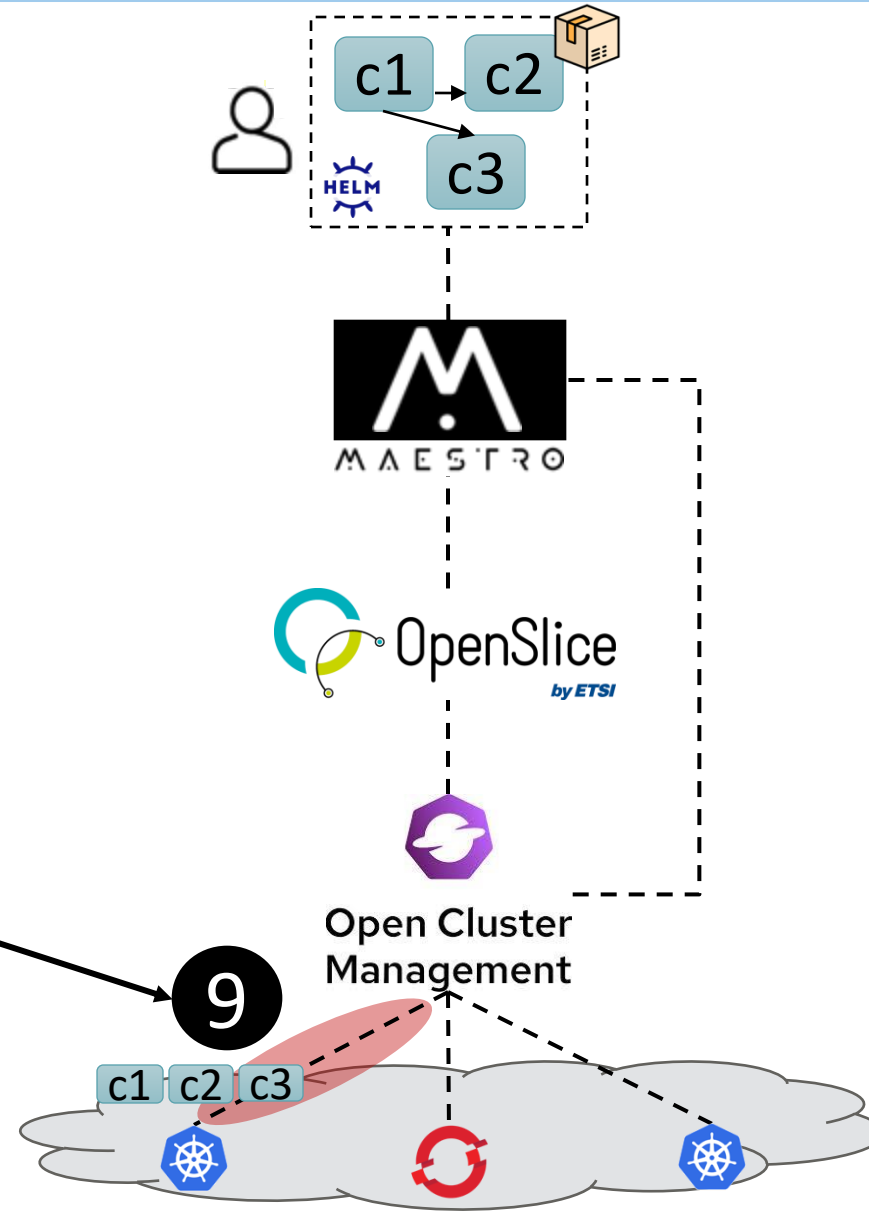 c1 c2
c3
HELM
MAESTRO
OpenSlice
by ETSI
Open Cluster
Management
9
c1 c2 c3